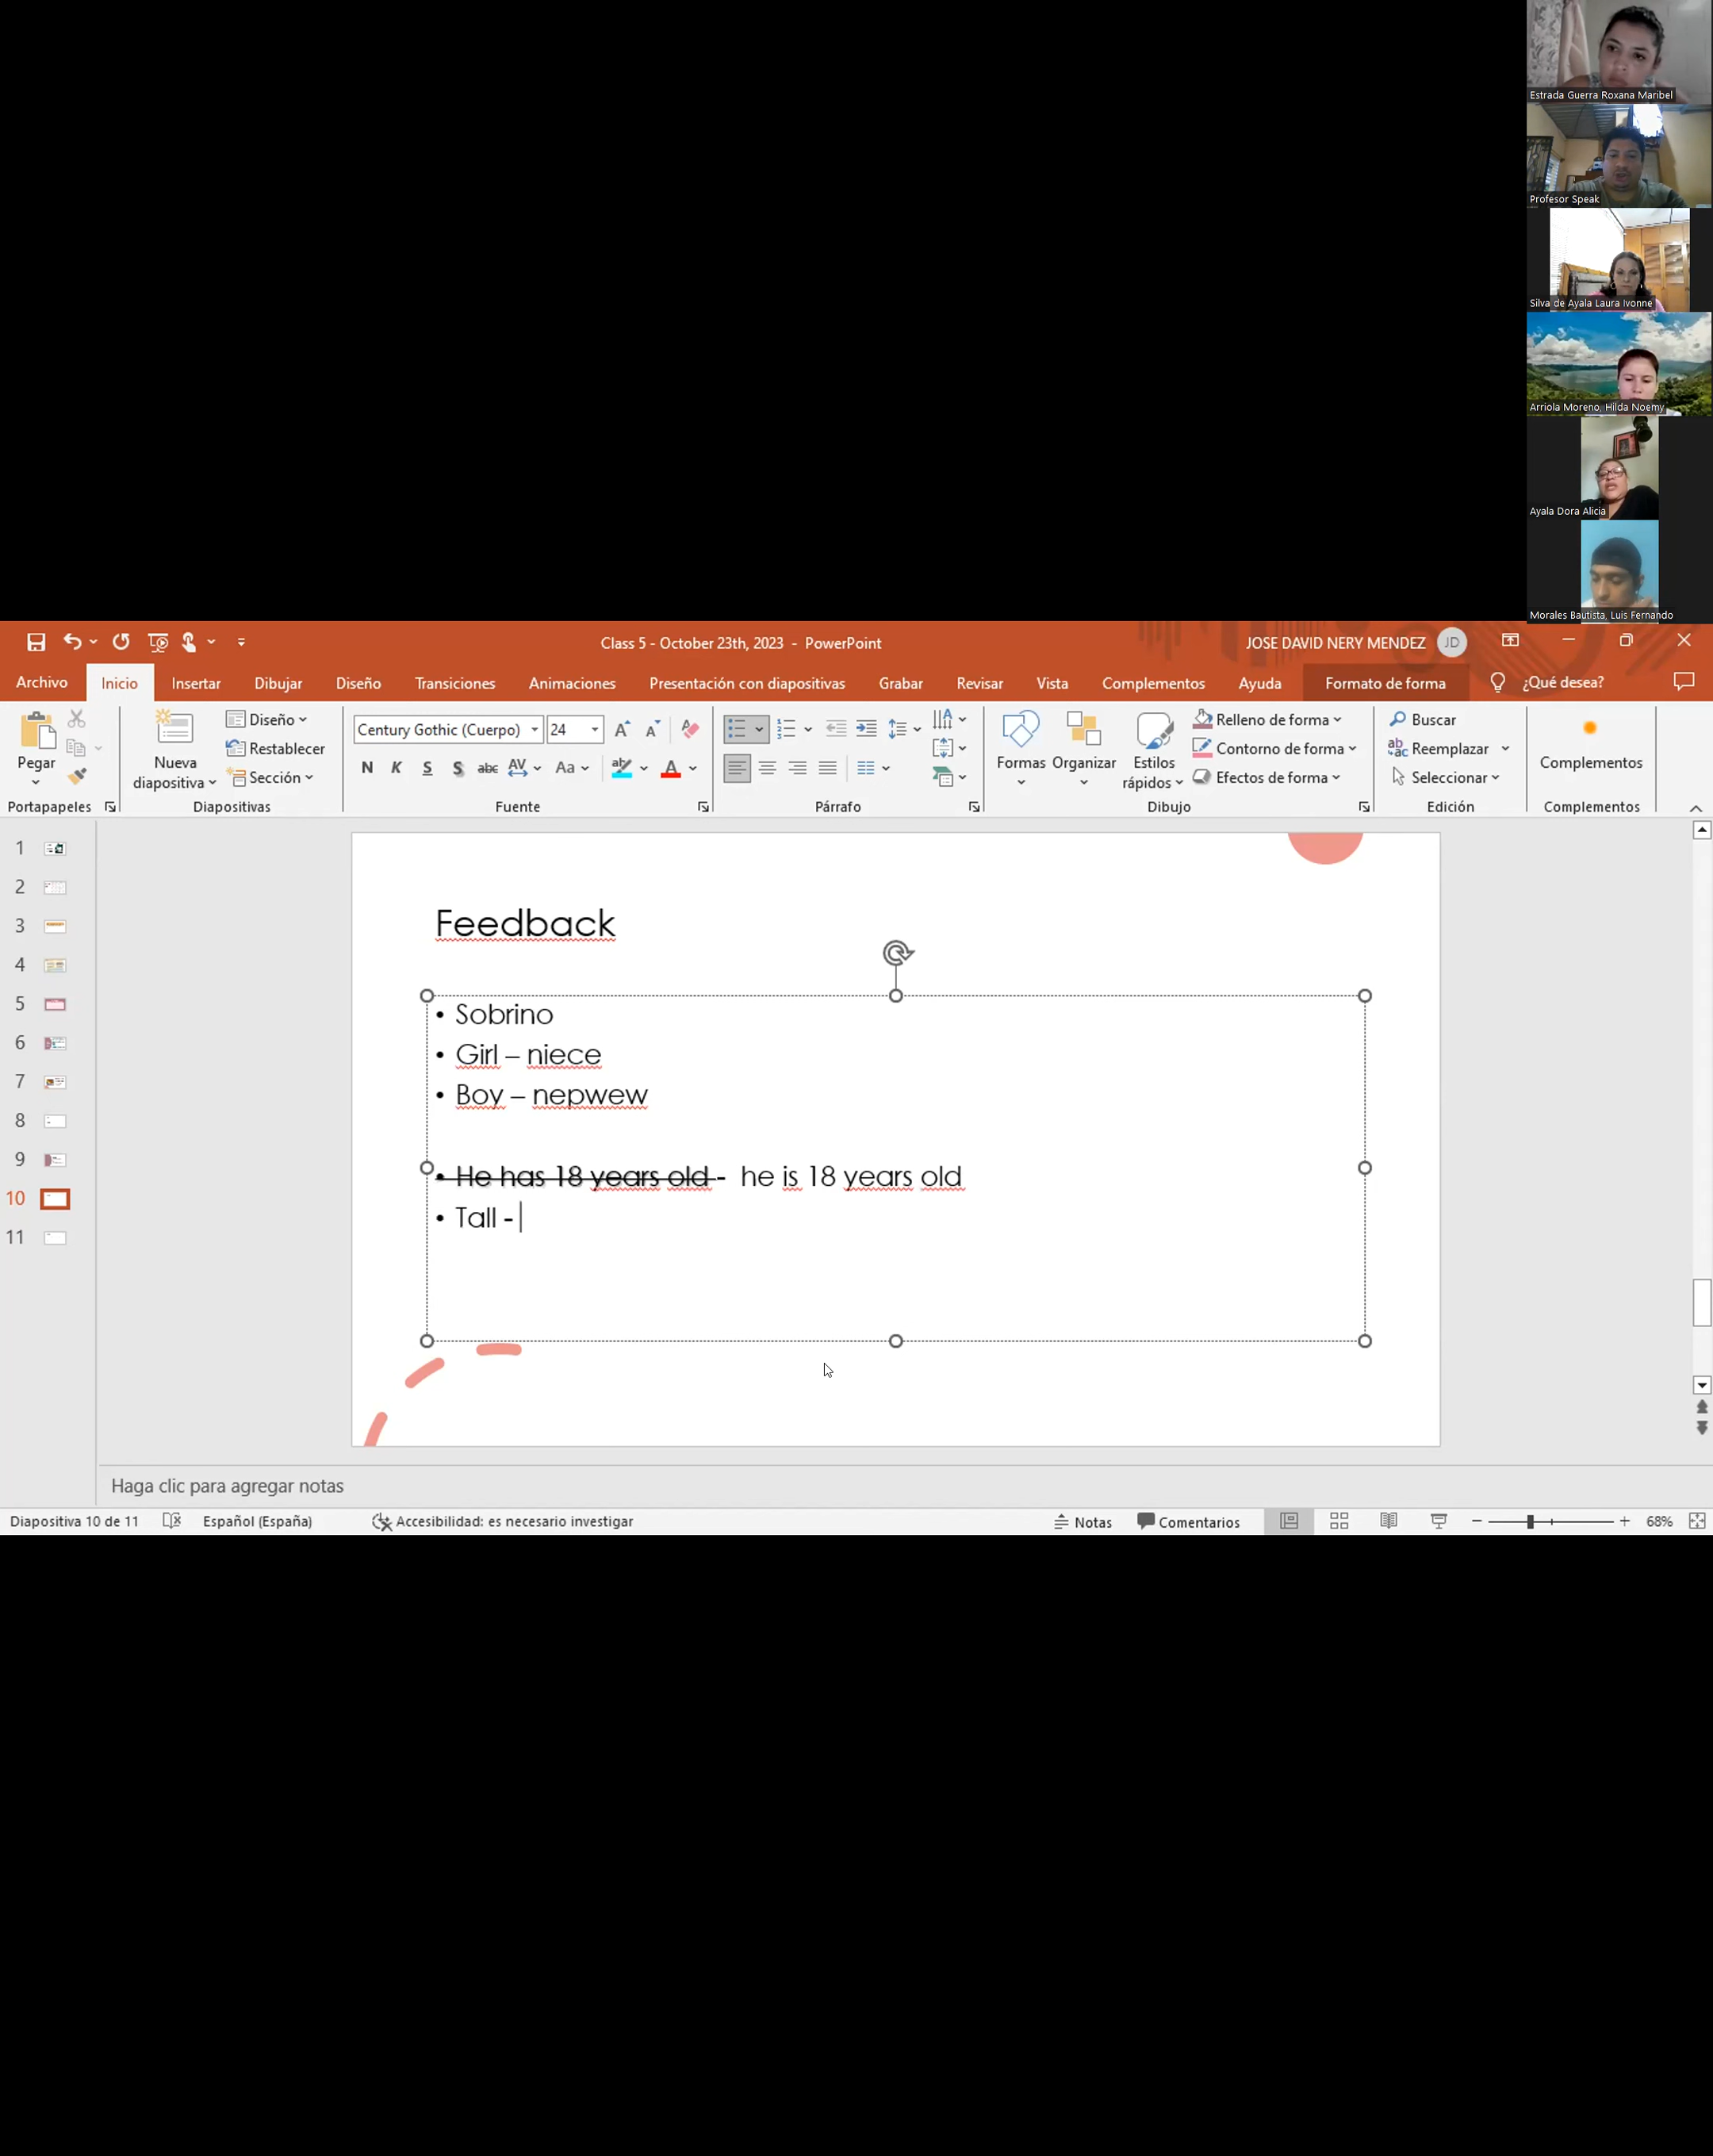 Estrada Guerra Roxana Maribel
Profesor Speak
Silva de Ayala Laura Ivonne
Arriola Moreno, Hilda Noemy
Ayala Dora Alicia
Morales Bautista, Luis Fernando
Class 5 - October 23th, 2023 - PowerPoint
JOSE DAVID NERY MENDEZ JD
Archivo Inicio Insertar Dibujar Diseño Transiciones Animaciones Presentación con diapositivas Grabar Revisar Vista Complementos Ayuda Formato de forma ¿Qué desea?
Pegar
Portapapeles
Nueva diapositiva
Diseño
Restablecer
Sección
Diapositivas
Century Gothic (Cuerpo) 24
N K S S abc AV Aa A
Fuente
Párrafo
Formas
Organizar
Estilos rápidos
Relleno de forma
Contorno de forma
Efectos de forma
Dibujo
Buscar
Reemplazar
Seleccionar
Edición
Complementos
Complementos
1
2
3
4
5
6
7
8
9
10
11
Feedback
• Sobrino
• Girl – niece
• Boy – nepwew
• He has 18 years old - he is 18 years old
• Tall -
Haga clic para agregar notas
Diapositiva 10 de 11 Español (España) Accesibilidad: es necesario investigar Notas Comentarios 68%